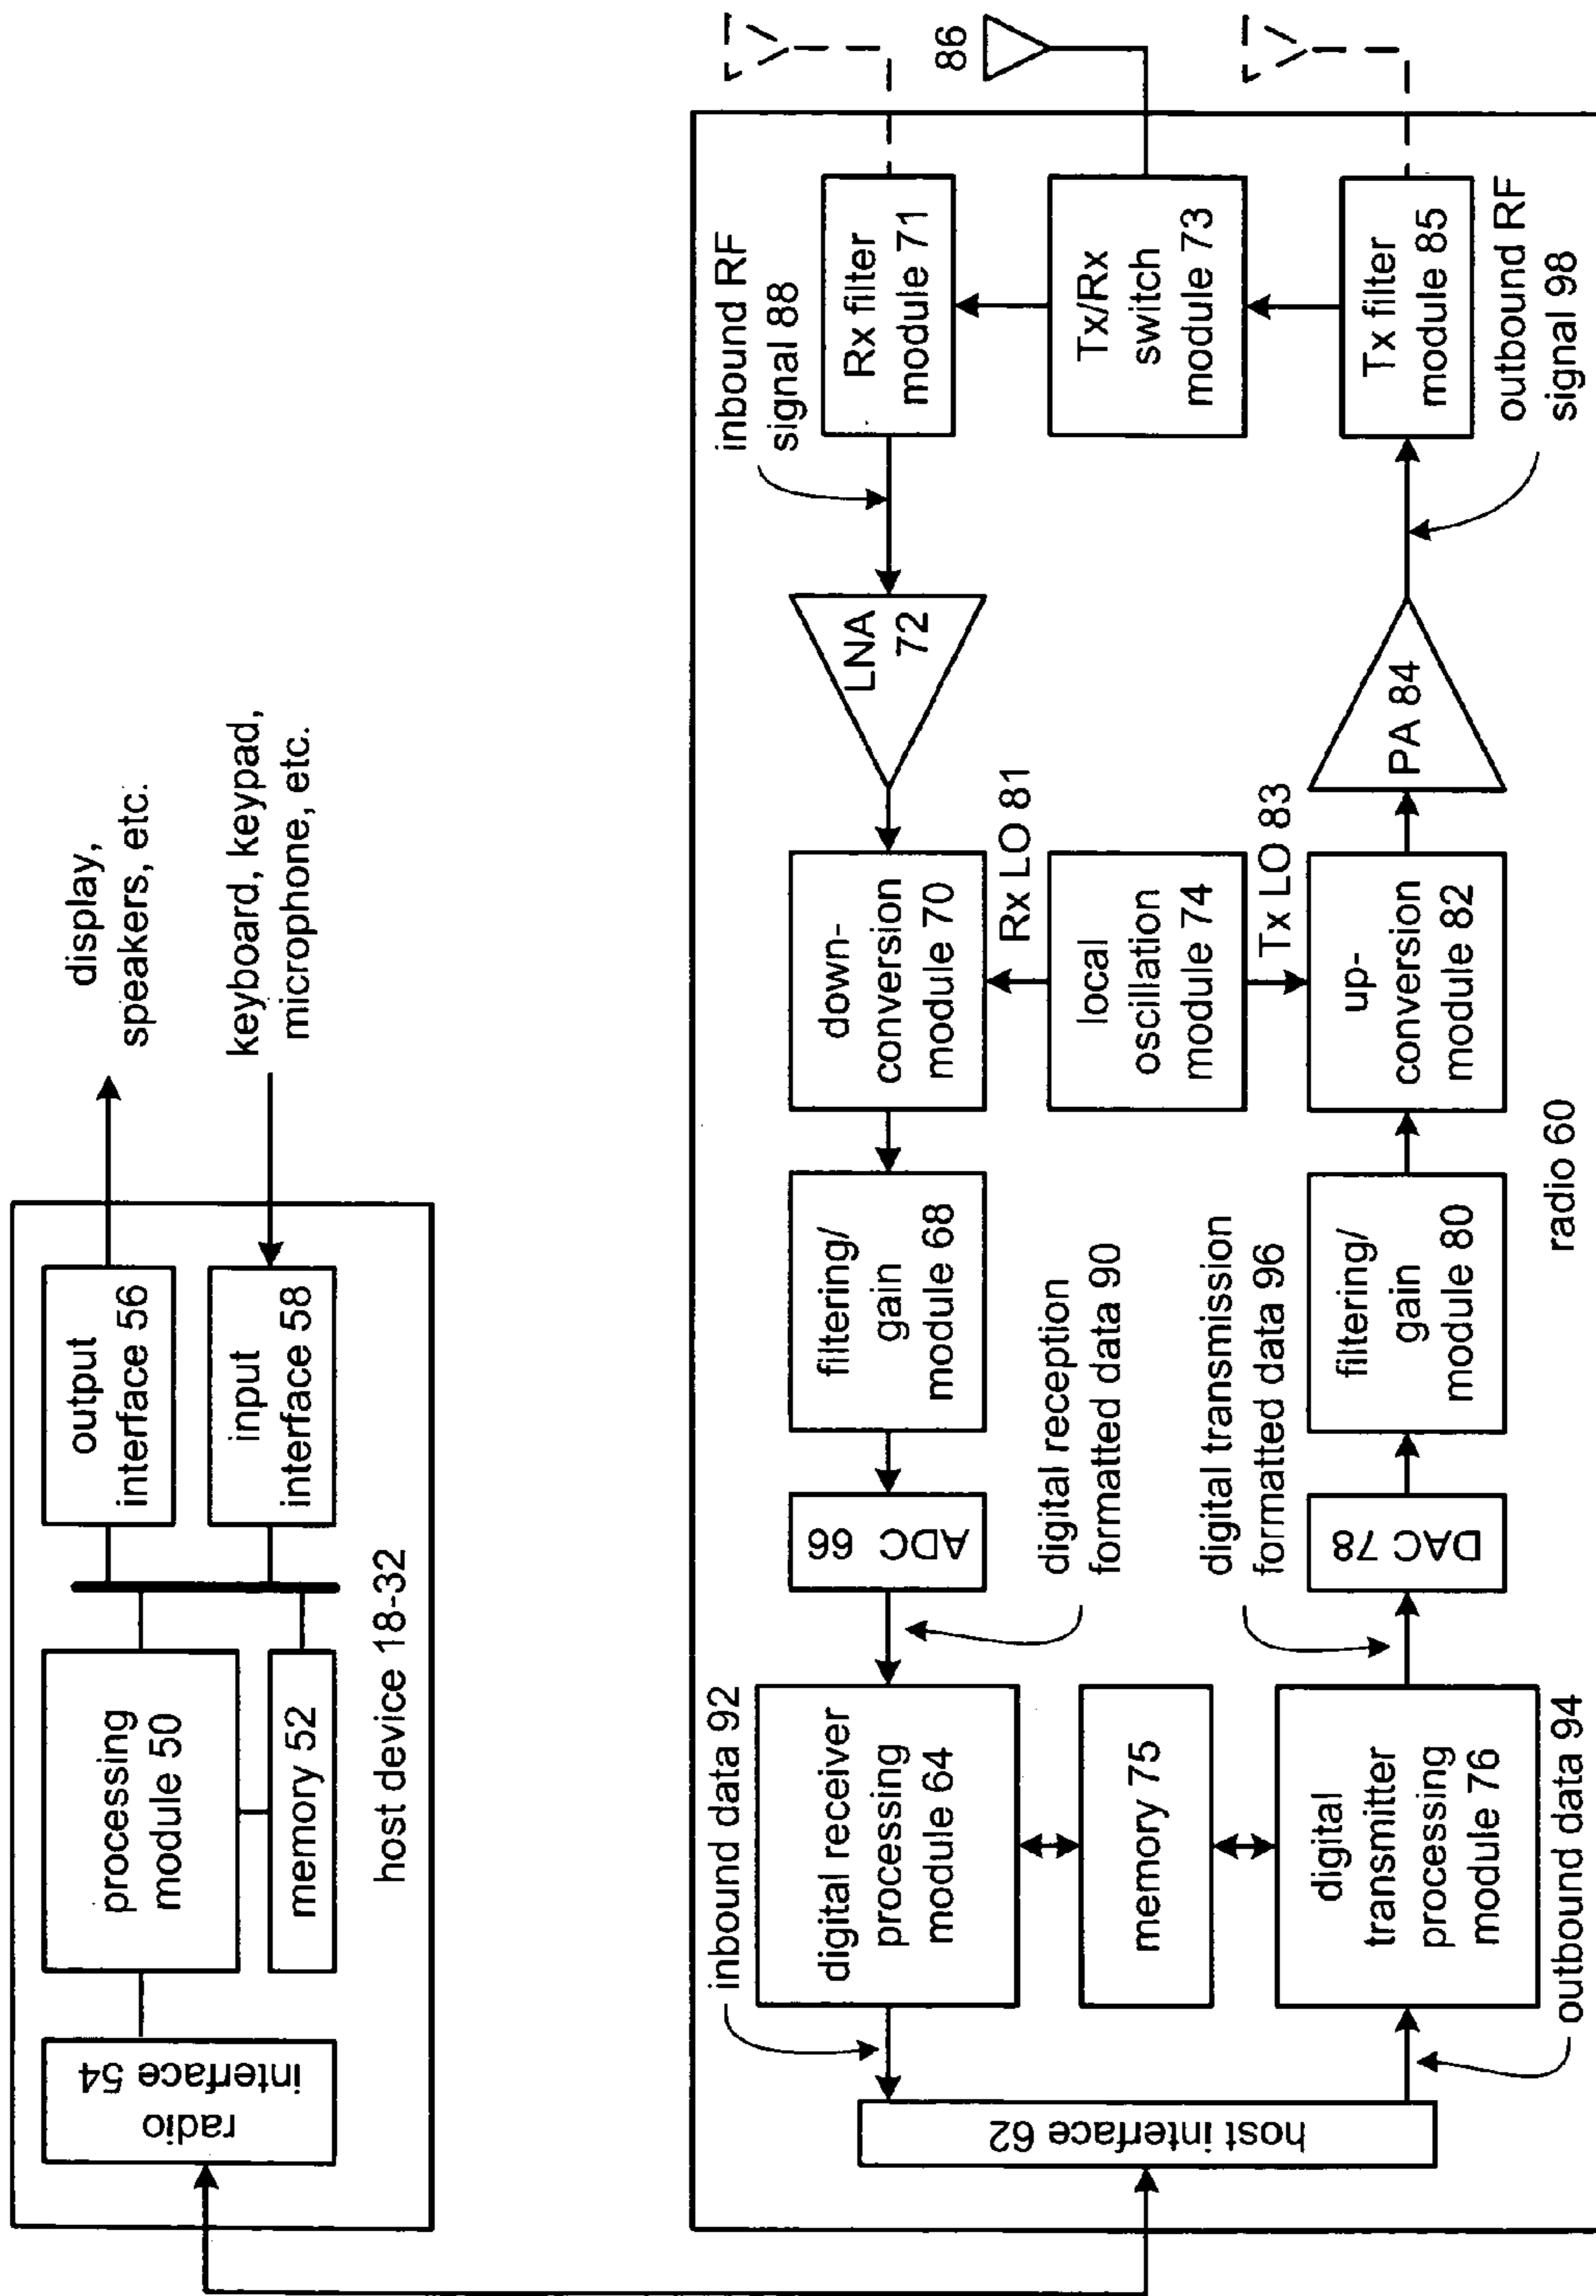 radio
interface 54
processing
module 50
memory 52
output
interface 56
input
interface 58
display,
speakers, etc.
keyboard, keypad,
microphone, etc.
host device 18-32
host interface 62
inbound data 92
digital receiver
processing
module 64
memory 75
digital
transmitter
processing
module 76
outbound data 94
ADC 66
digital reception
formatted data 90
digital transmission
formatted data 96
DAC 78
filtering/
gain
module 68
filtering/
gain
module 80
down-
conversion
module 70
Rx LO 81
local
oscillation
module 74
Tx LO 83
up-
conversion
module 82
LNA
72
PA 84
inbound RF
signal 88
Rx filter
module 71
Tx/Rx
switch
module 73
Tx filter
module 85
outbound RF
signal 98
86
radio 60